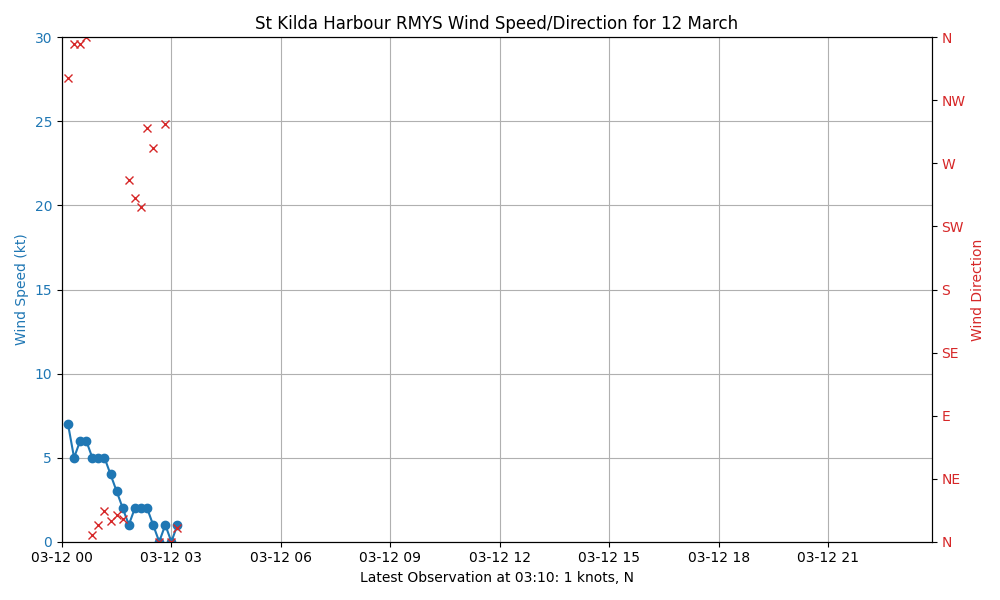 St Kilda Harbour RMYS Wind Speed/Direction for 12 March
Wind Speed (kt)
30
25
20
15
10
5
0
N
NW
W
SW
S
SE
E
NE
N
Wind Direction
03-12 00 03-12 03 03-12 06 03-12 09 03-12 12 03-12 15 03-12 18 03-12 21
Latest Observation at 03:10: 1 knots, N